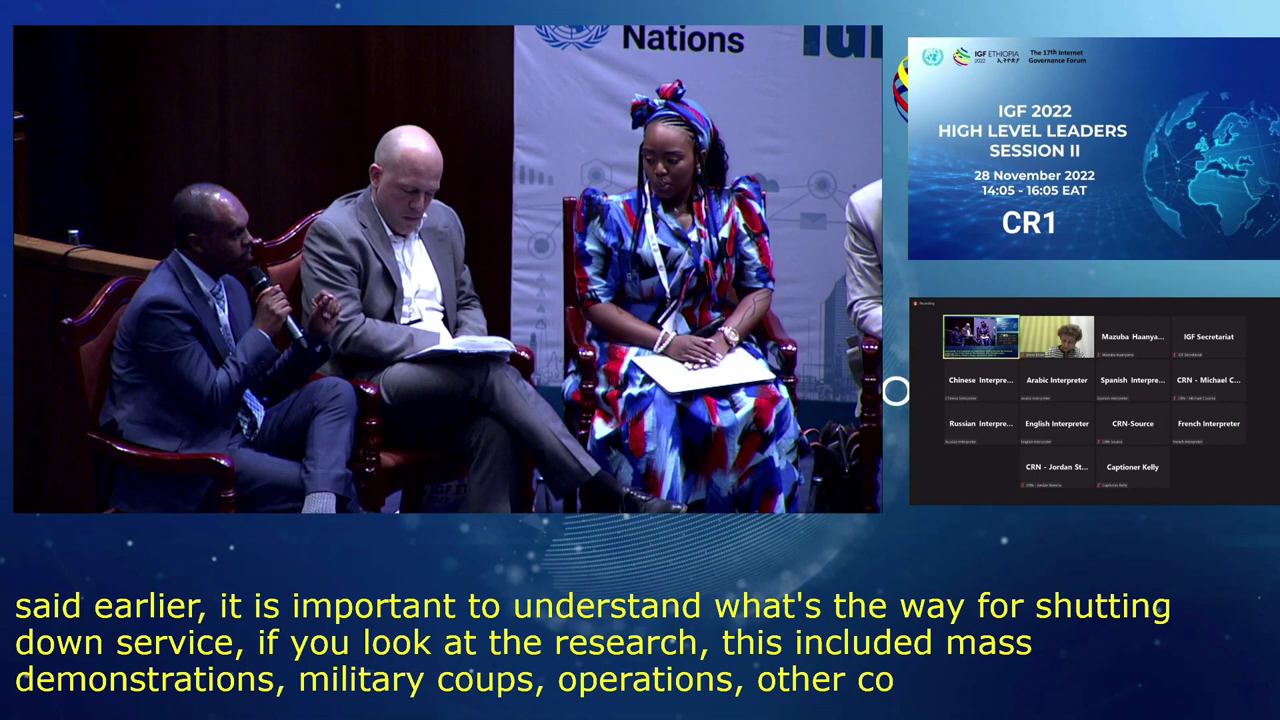 Nations
IGF ETHIOPIA
2022 ኢትዮጵያ
The 17th Internet
Governance Forum
IGF 2022
HIGH LEVEL LEADERS
SESSION II
28 November 2022
14:05 - 16:05 EAT
CR1
Recording
Mazuba Haanya...
IGF Secretariat
Chinese Interpre...
Arabic Interpreter
Spanish Interpre...
CRN - Michael C...
Russian Interpre...
English Interpreter
CRN-Source
French Interpreter
CRN - Jordan St...
Captioner Kelly
said earlier, it is important to understand what's the way for shutting
down service, if you look at the research, this included mass
demonstrations, military coups, operations, other co